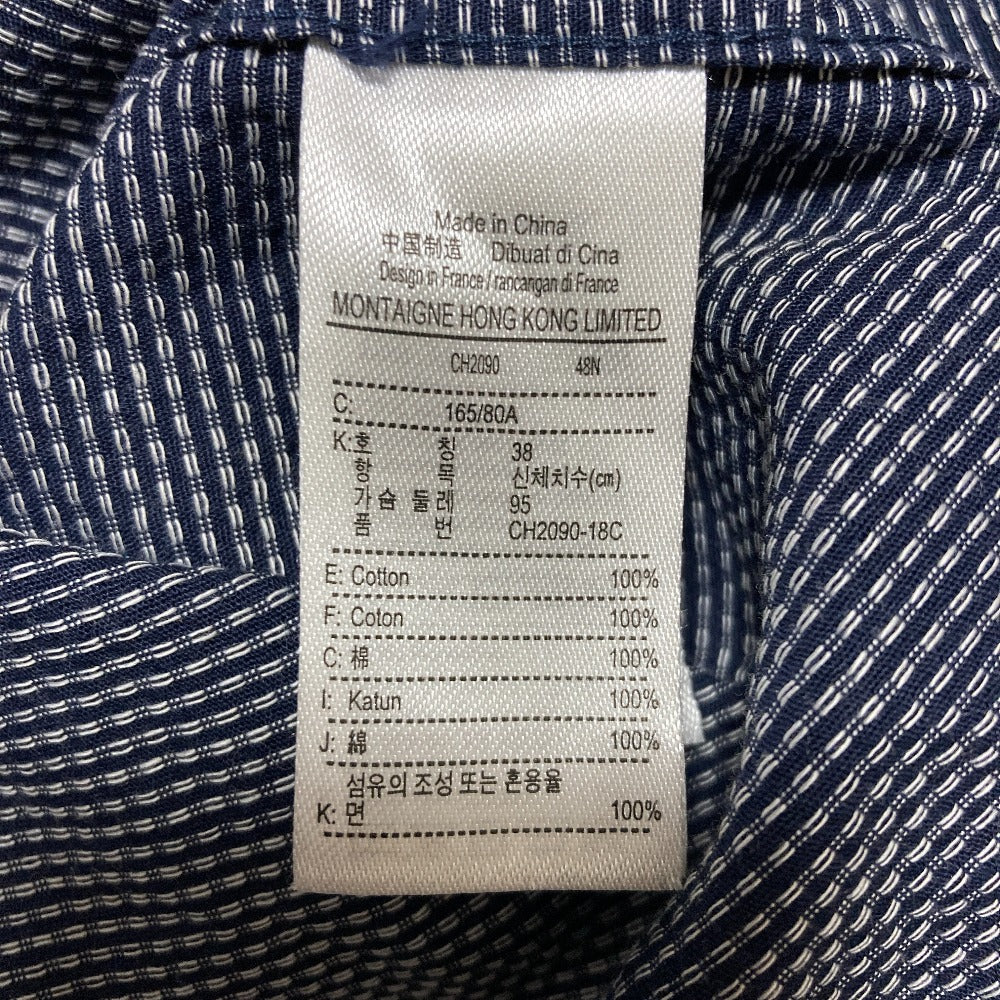 Made in China
中国制造 Dibuat di Cina
Design in France / rancangan di France
MONTAIGNE HONG KONG LIMITED
CH2090 48N
C: 165/80A
K:호 칭 38
항 목 신체치수(㎝)
가슴 둘레 95
품 번 CH2090-18C
E: Cotton 100%
F: Coton 100%
C: 棉 100%
I: Katun 100%
J: 綿 100%
섬유의 조성 또는 혼용율
K: 면 100%